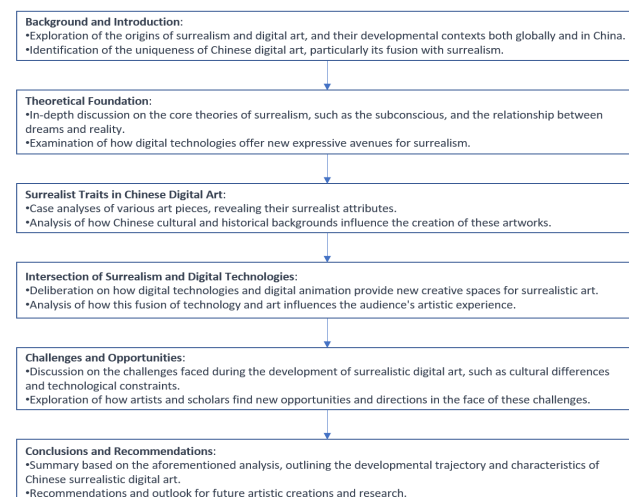 Background and Introduction:
•Exploration of the origins of surrealism and digital art, and their developmental contexts both globally and in China.
•Identification of the uniqueness of Chinese digital art, particularly its fusion with surrealism.
Theoretical Foundation:
•In-depth discussion on the core theories of surrealism, such as the subconscious, and the relationship between
dreams and reality.
•Examination of how digital technologies offer new expressive avenues for surrealism.
Surrealist Traits in Chinese Digital Art:
•Case analyses of various art pieces, revealing their surrealist attributes.
•Analysis of how Chinese cultural and historical backgrounds influence the creation of these artworks.
Intersection of Surrealism and Digital Technologies:
•Deliberation on how digital technologies and digital animation provide new creative spaces for surrealistic art.
•Analysis of how this fusion of technology and art influences the audience's artistic experience.
Challenges and Opportunities:
•Discussion on the challenges faced during the development of surrealistic digital art, such as cultural differences
and technological constraints.
•Exploration of how artists and scholars find new opportunities and directions in the face of these challenges.
Conclusions and Recommendations:
•Summary based on the aforementioned analysis, outlining the developmental trajectory and characteristics of
Chinese surrealistic digital art.
•Recommendations and outlook for future artistic creations and research.